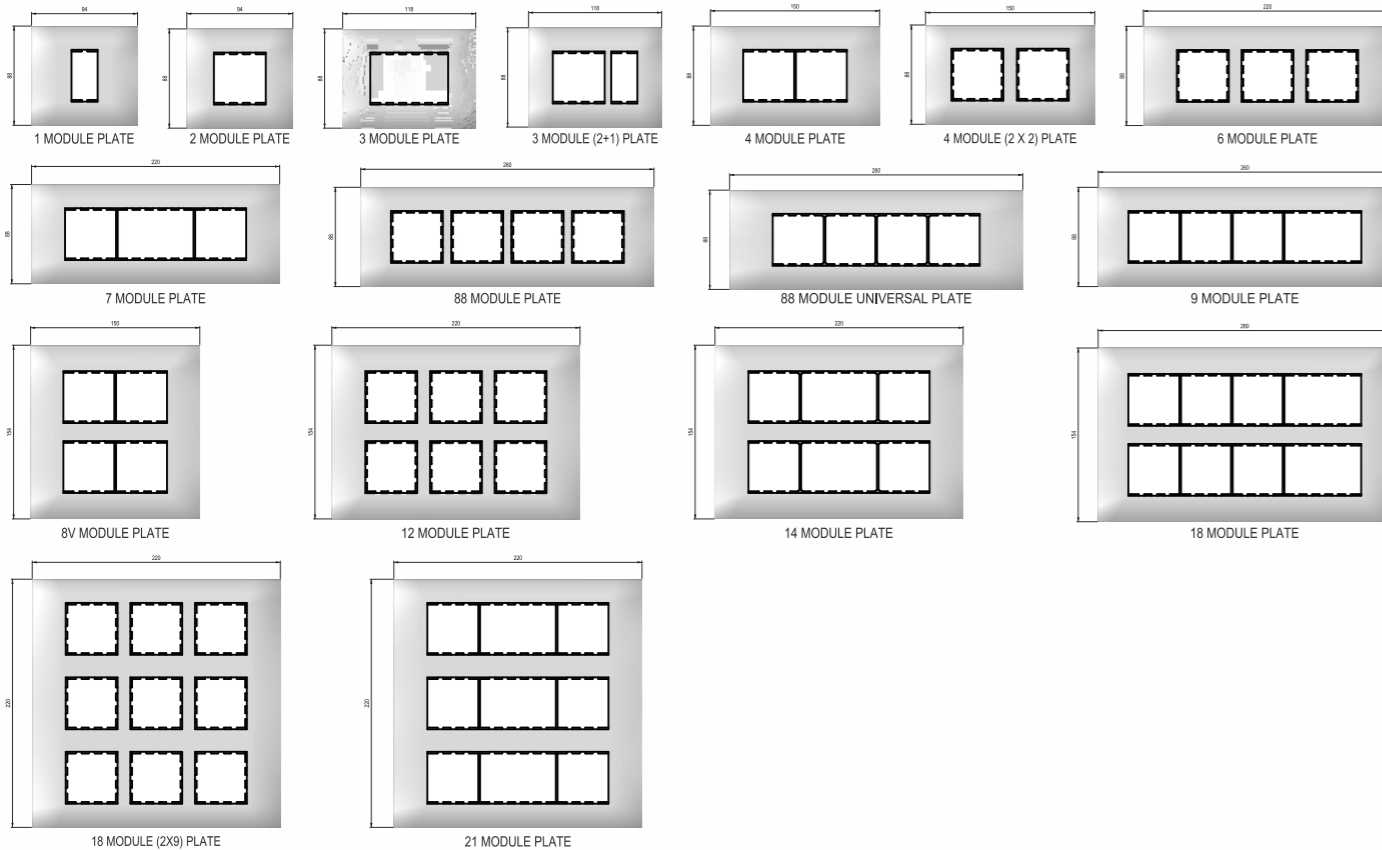 94
88
1 MODULE PLATE
94
88
2 MODULE PLATE
118
88
3 MODULE PLATE
118
88
3 MODULE (2+1) PLATE
150
88
4 MODULE PLATE
150
88
4 MODULE (2 X 2) PLATE
220
88
6 MODULE PLATE
220
88
7 MODULE PLATE
260
88
88 MODULE PLATE
260
88
88 MODULE UNIVERSAL PLATE
260
88
9 MODULE PLATE
150
154
8V MODULE PLATE
220
154
12 MODULE PLATE
220
154
14 MODULE PLATE
260
154
18 MODULE PLATE
220
220
18 MODULE (2X9) PLATE
220
220
21 MODULE PLATE